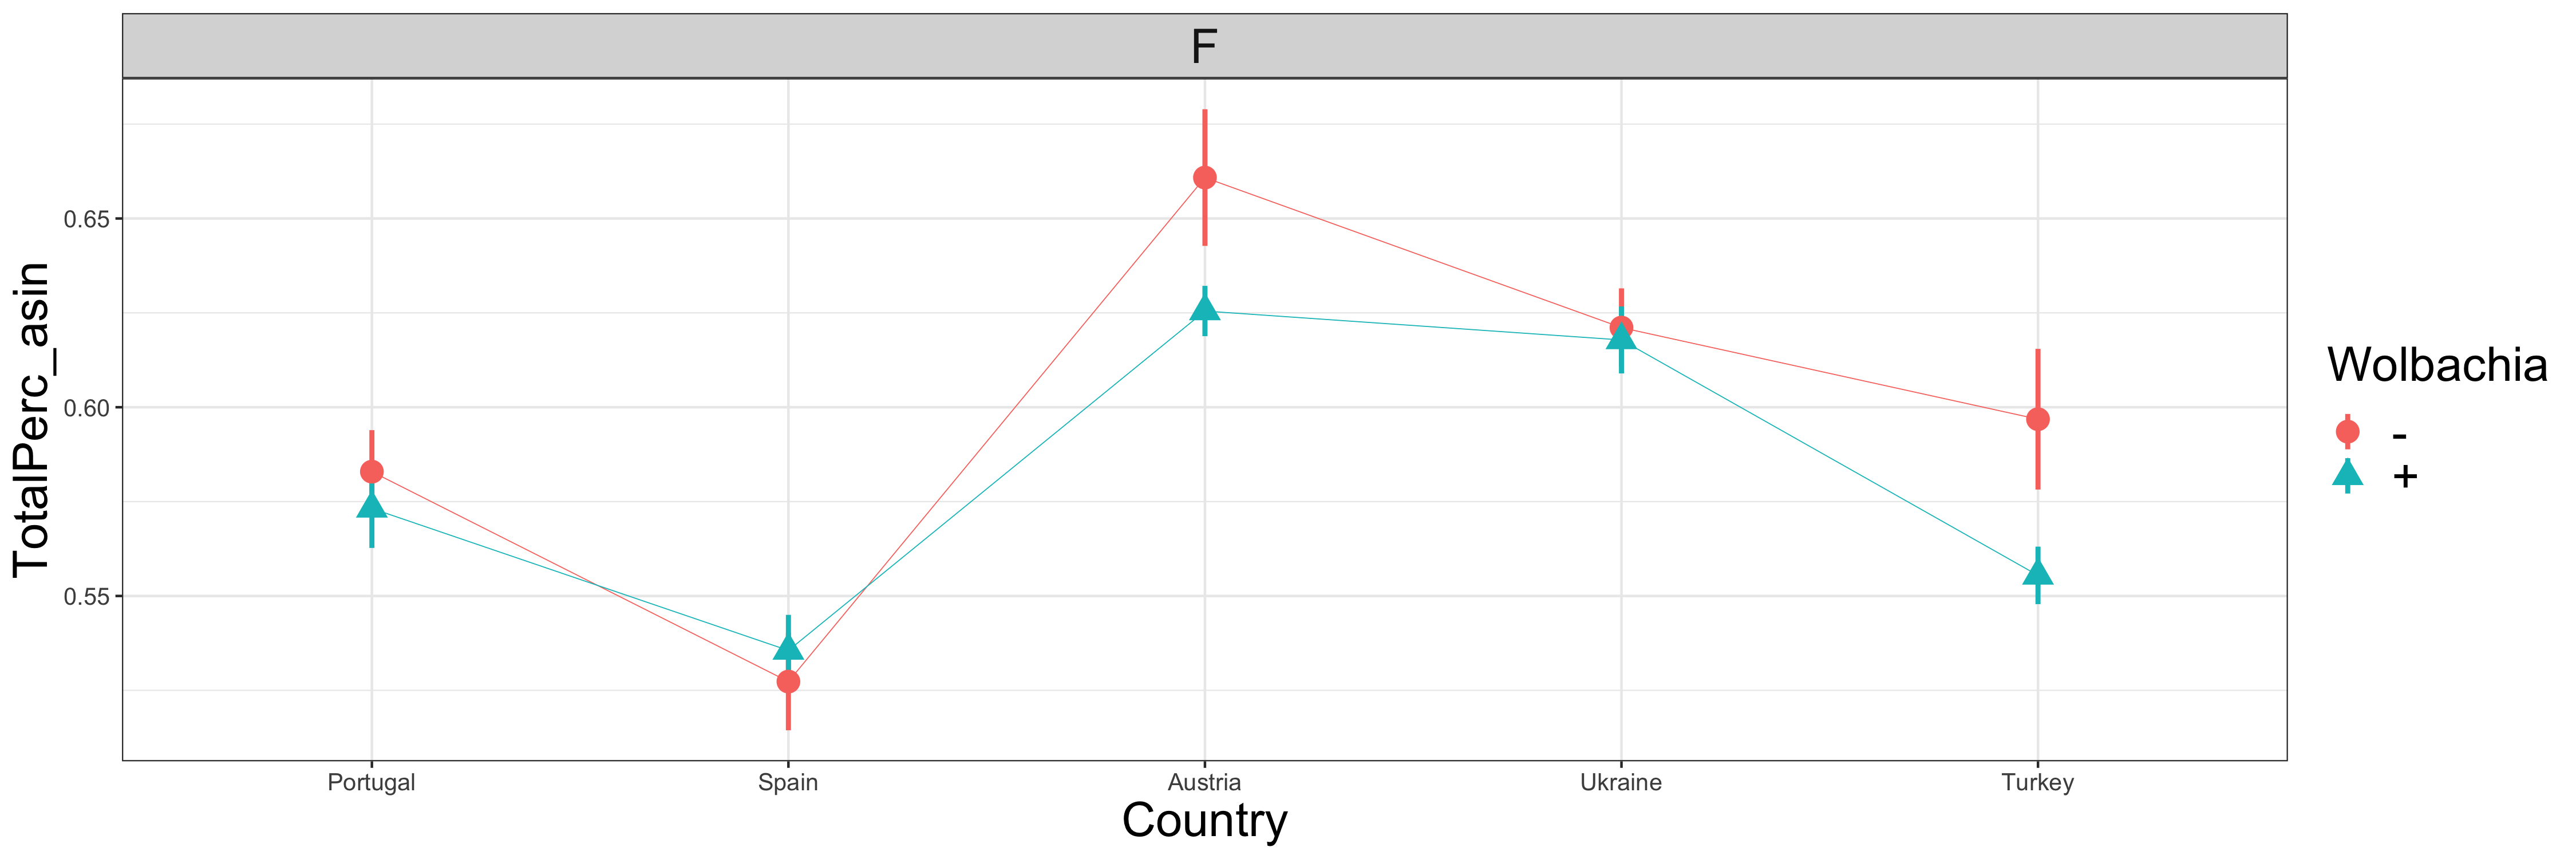 F
TotalPerc_asin
0.65
0.60
0.55
Portugal
Spain
Austria
Ukraine
Turkey
Country
Wolbachia
-
+